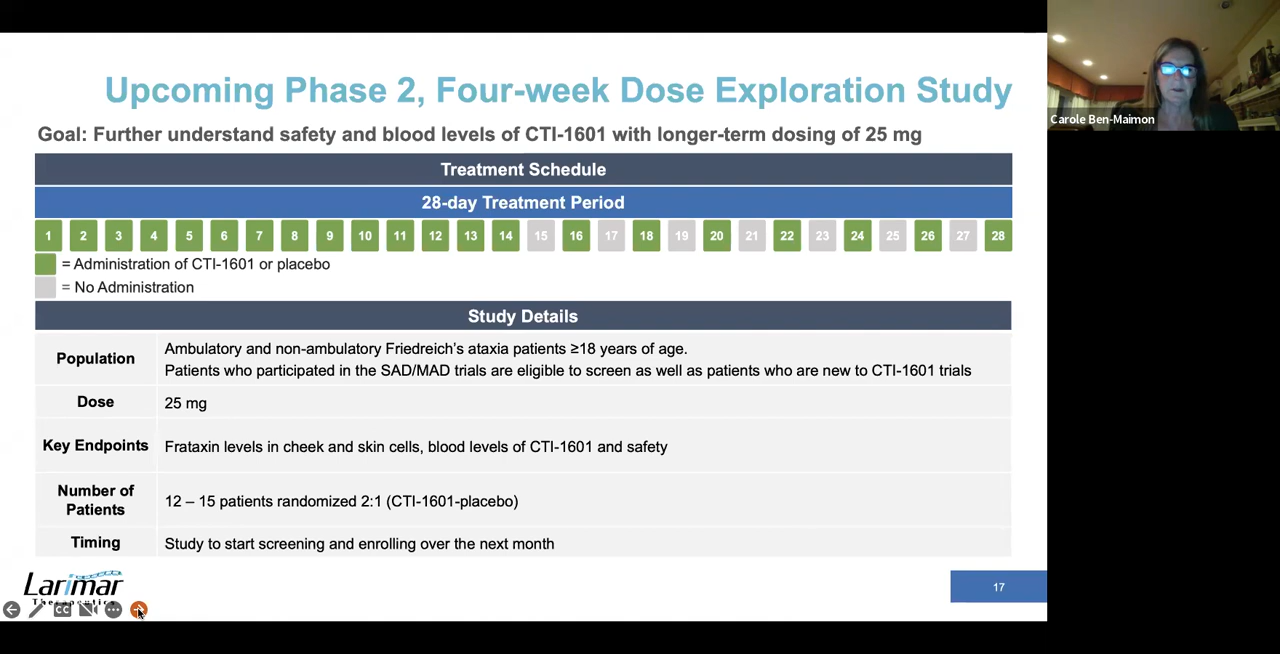 Upcoming Phase 2, Four-week Dose Exploration Study
Goal: Further understand safety and blood levels of CTI-1601 with longer-term dosing of 25 mg
Treatment Schedule
28-day Treatment Period
1 2 3 4 5 6 7 8 9 10 11 12 13 14 15 16 17 18 19 20 21 22 23 24 25 26 27 28
= Administration of CTI-1601 or placebo
= No Administration
Study Details
Population
Ambulatory and non-ambulatory Friedreich's ataxia patients ≥18 years of age.
Patients who participated in the SAD/MAD trials are eligible to screen as well as patients who are new to CTI-1601 trials
Dose
25 mg
Key Endpoints
Frataxin levels in cheek and skin cells, blood levels of CTI-1601 and safety
Number of
Patients
12 – 15 patients randomized 2:1 (CTI-1601-placebo)
Timing
Study to start screening and enrolling over the next month
Larimar
Therapeutics
CC
17
Carole Ben-Maimon